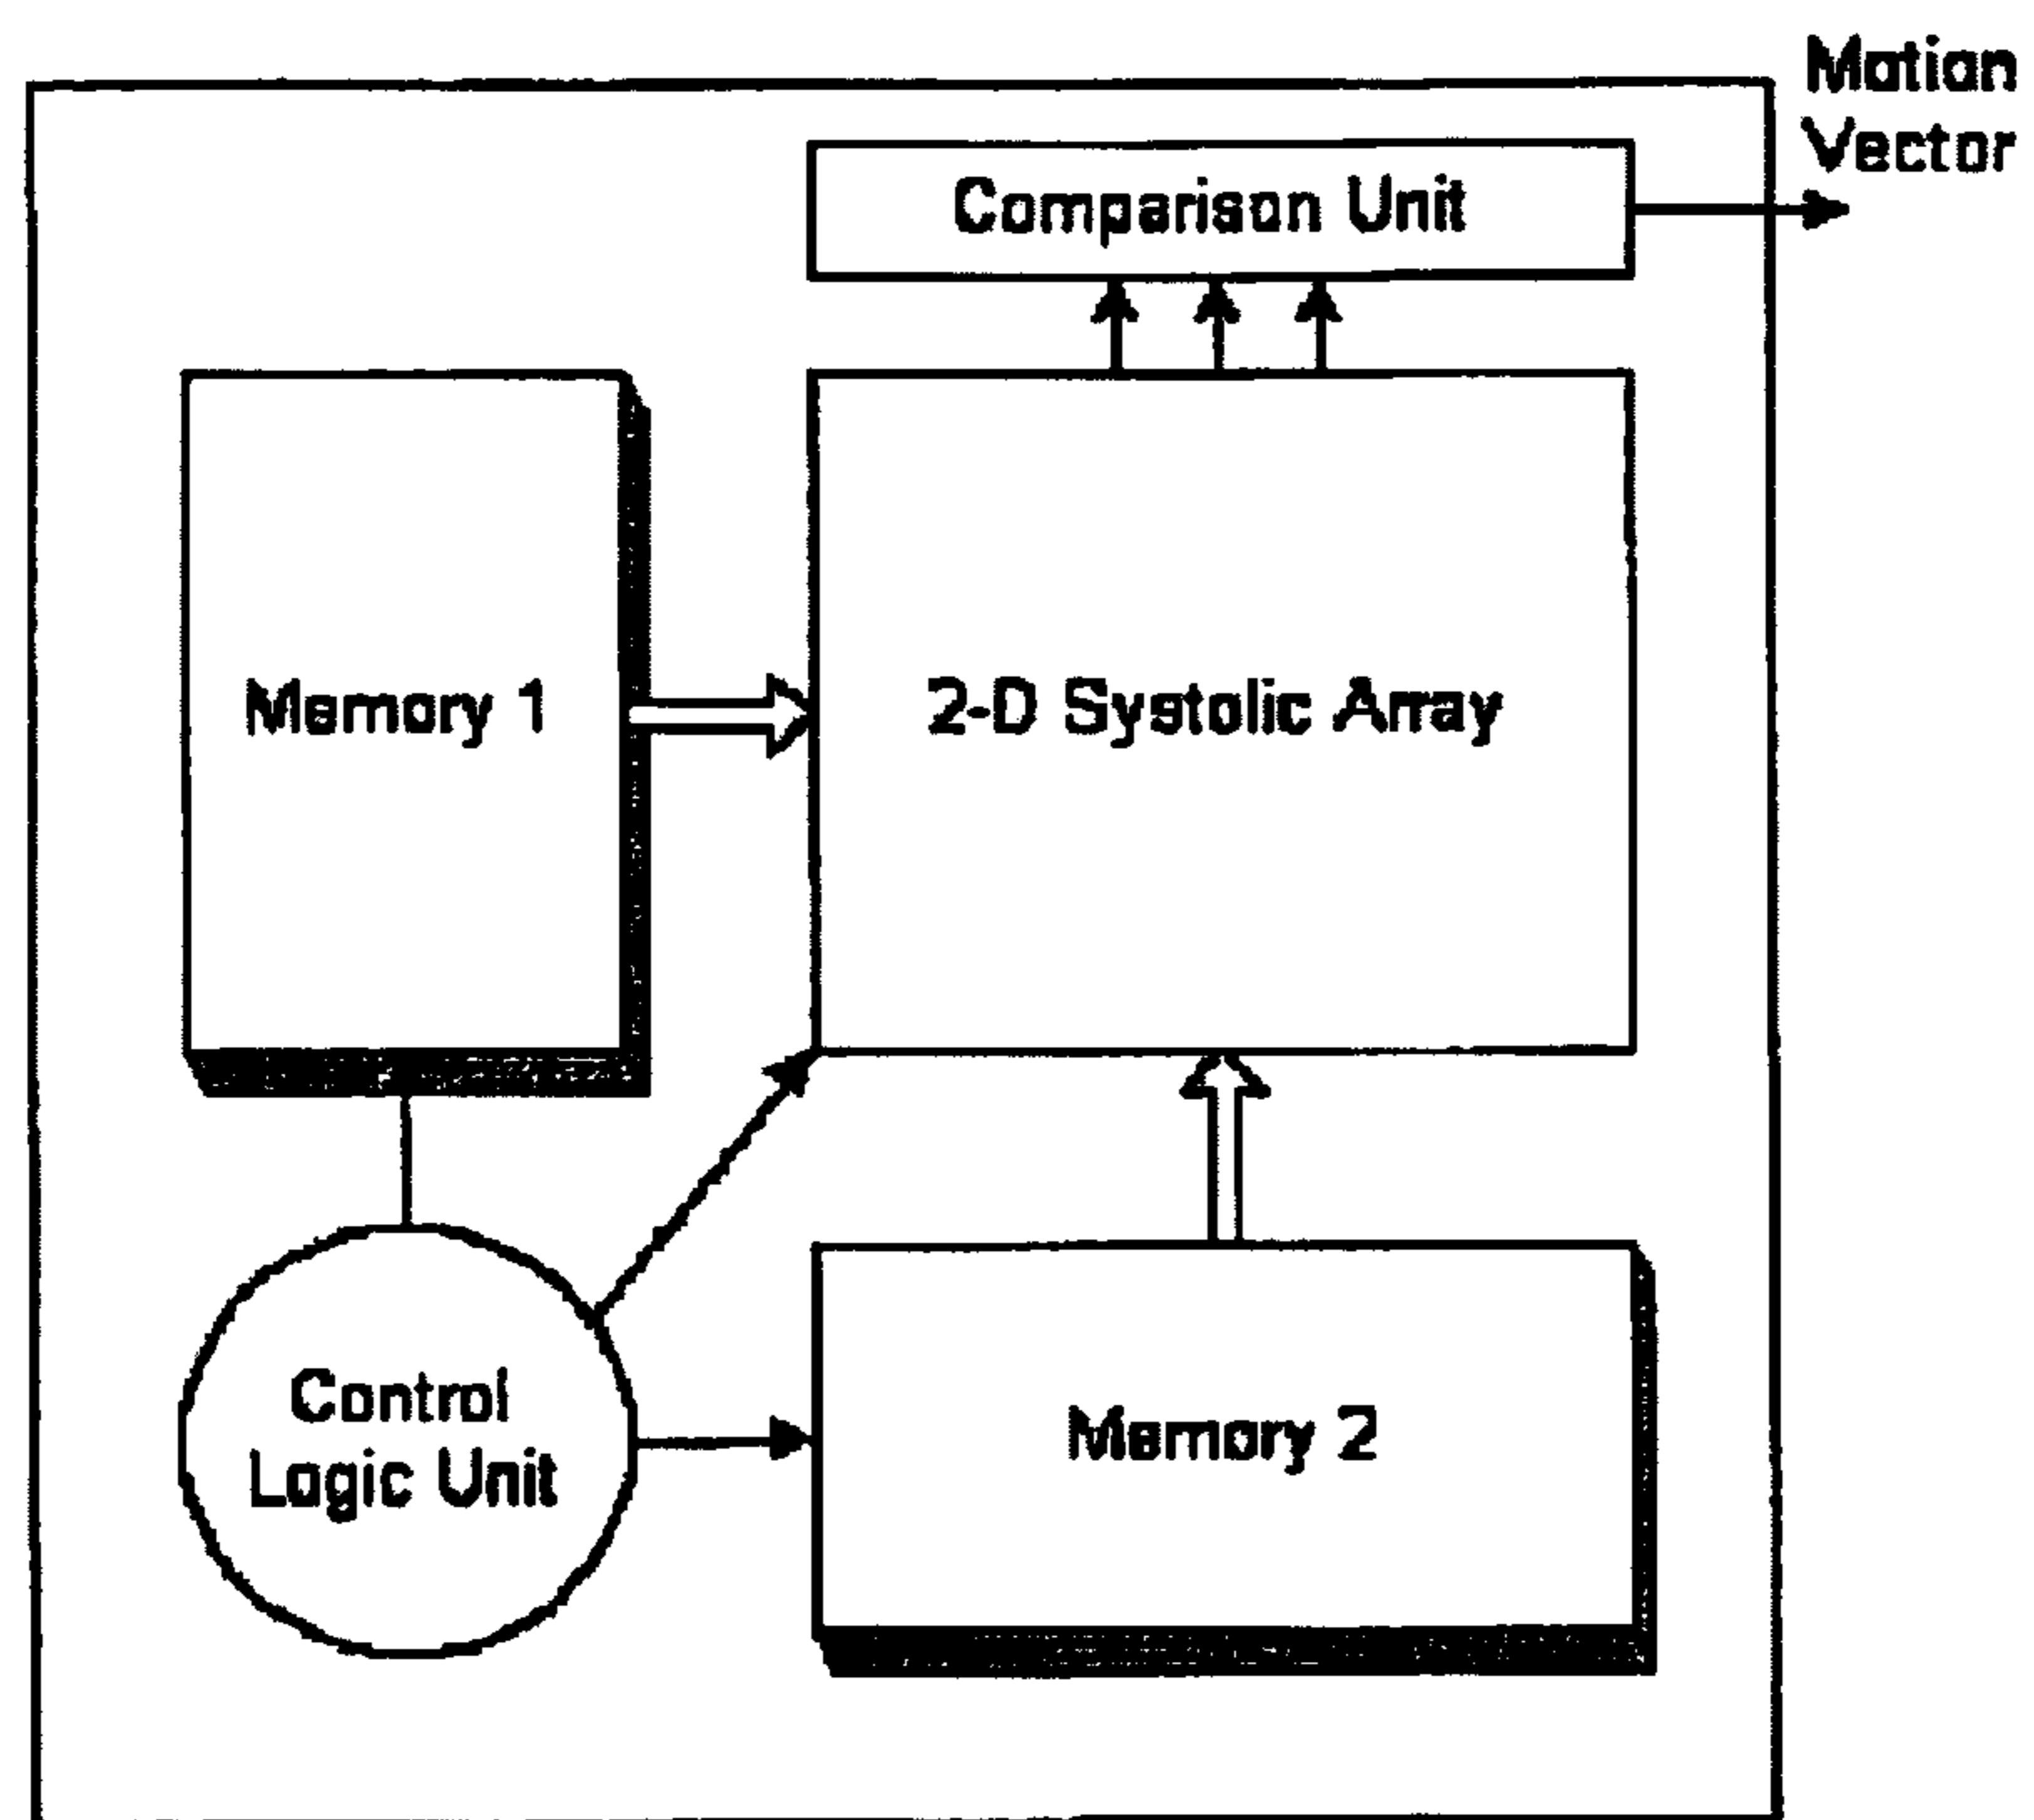 Motion
Vector
Comparison Unit
Memory 1
2-D Systolic Array
Control
Logic Unit
Memory 2